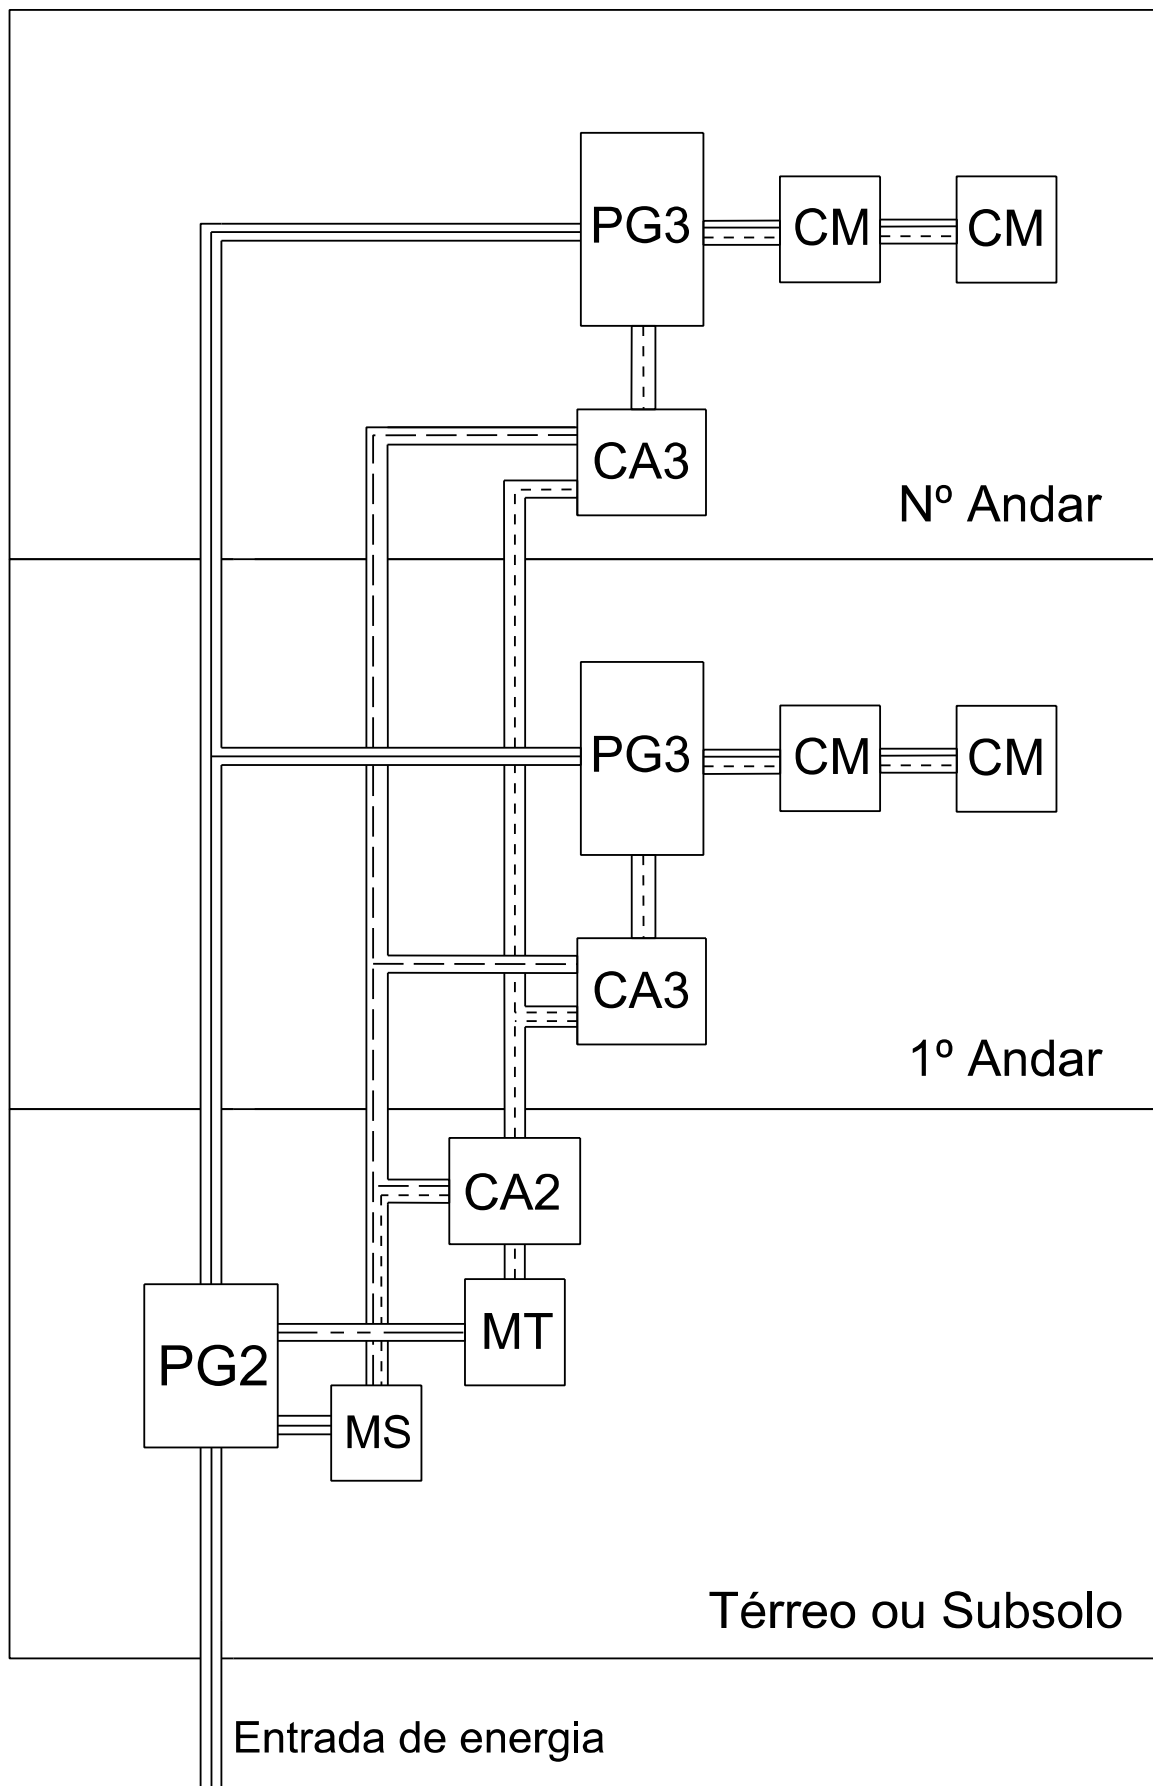 PG3 CM CM
CA3
Nº Andar
PG3 CM CM
CA3
1º Andar
CA2
MT
PG2
MS
Térreo ou Subsolo
Entrada de energia